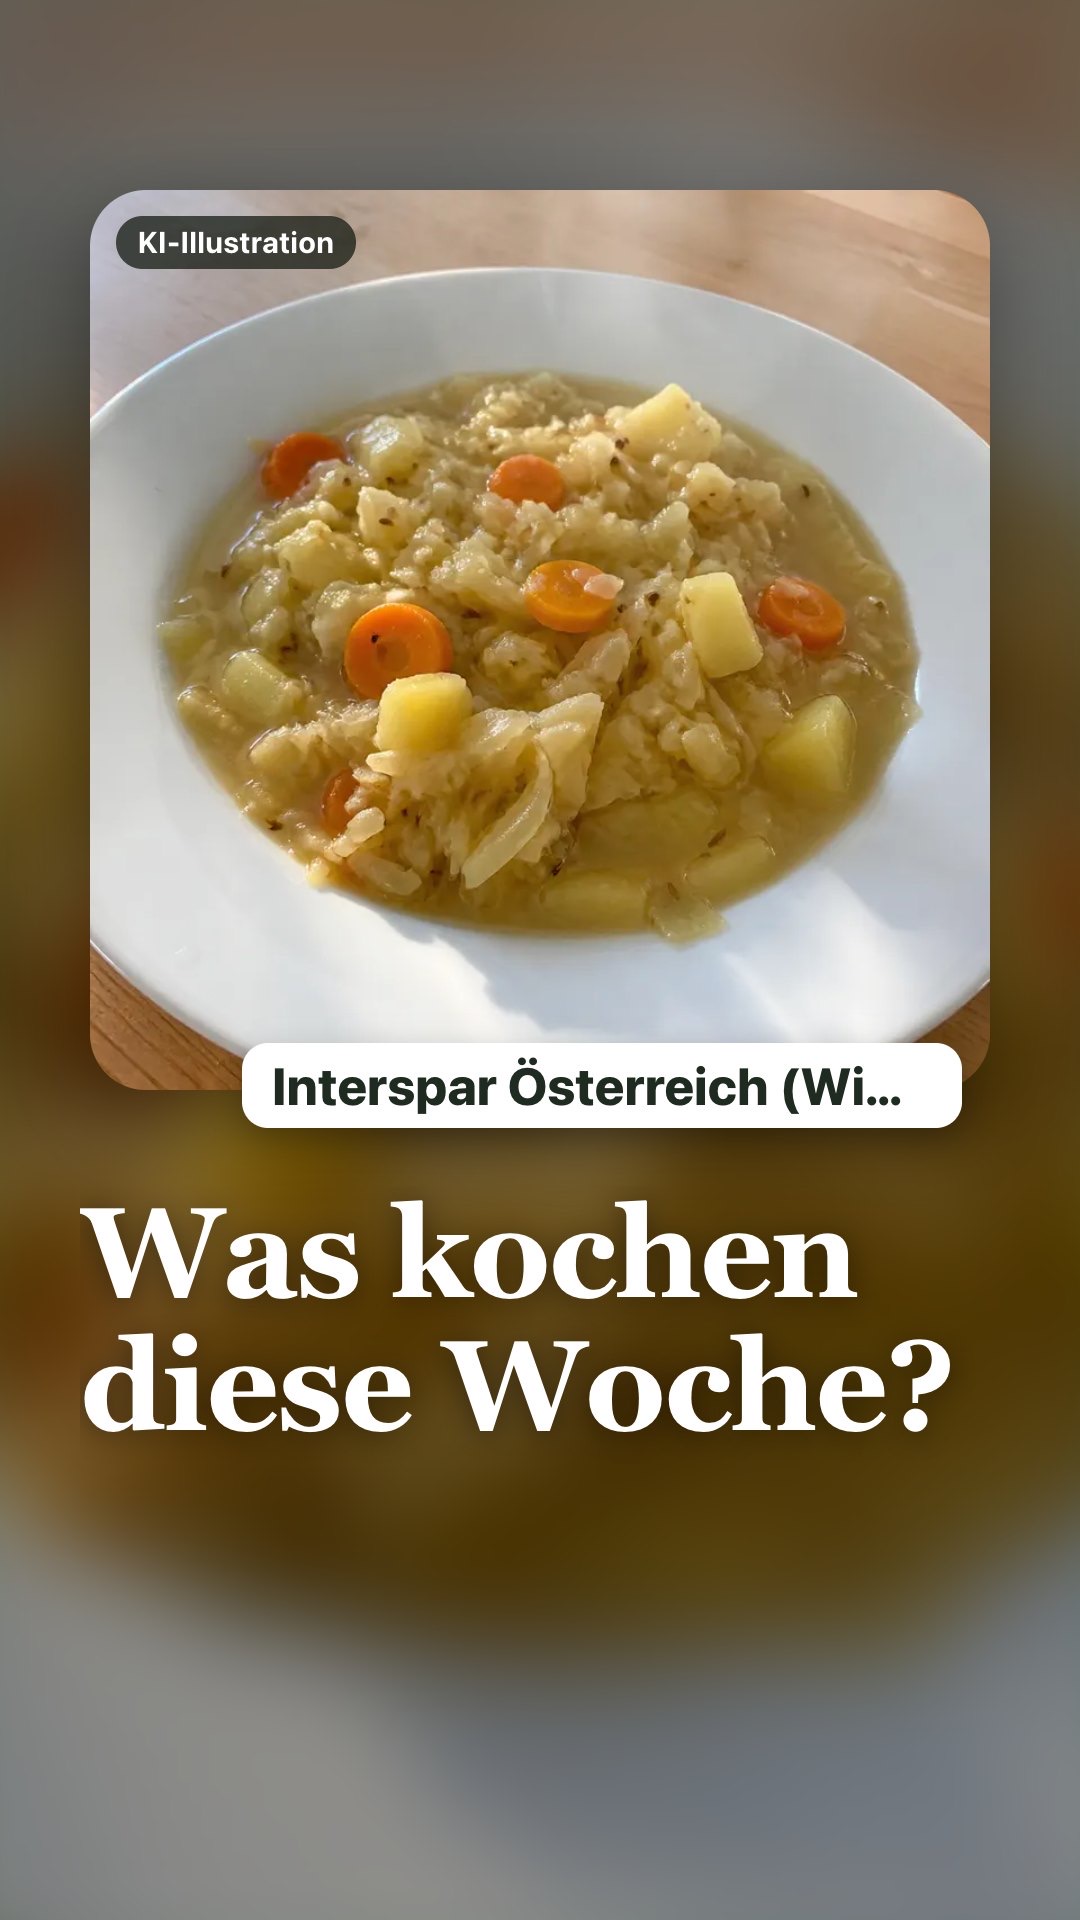 KI-Illustration
Interspar Österreich (Wi...
Was kochen
diese Woche?